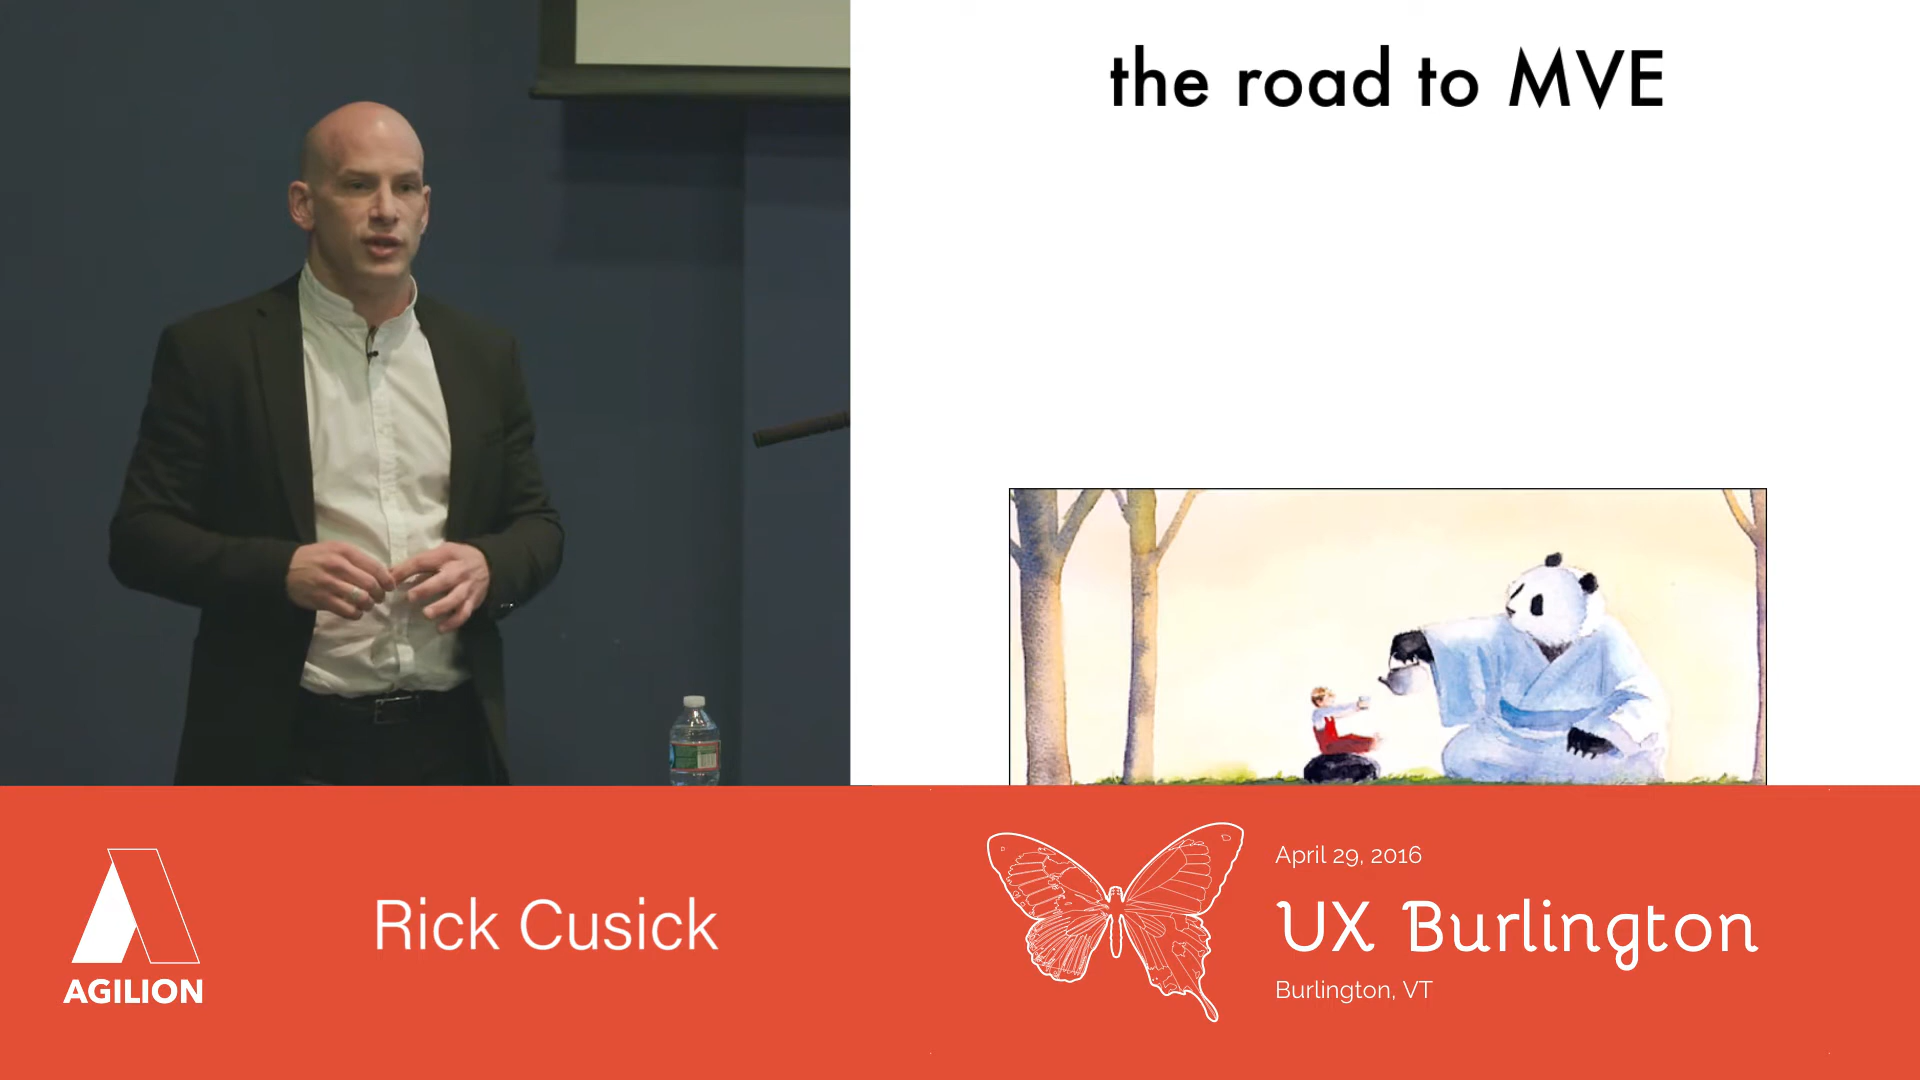 the road to MVE
AGILION
Rick Cusick
April 29, 2016
UX Burlington
Burlington, VT